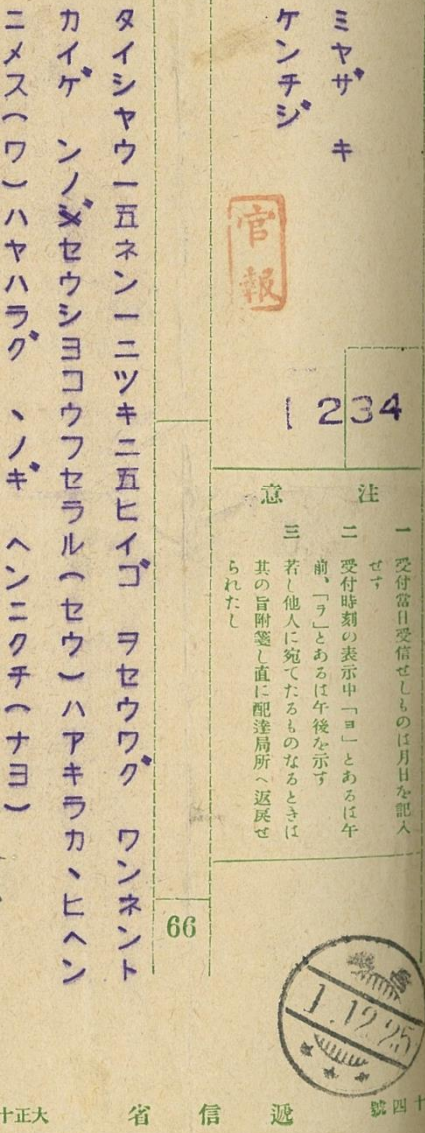 ミヤザキ
ケンチジ
官報
1234
注意
一 受付當日受信せしものは月日を記入
せす
二 受付時刻の表示中「ヨ」とあるは午
前、「ヲ」とあるは午後を示す
三 若し他人に宛てたるものなるときは
其の旨附箋し直に配達局所へ返戻せ
られたし
タイシヤウ一五ネン一二ツキ二五ヒイゴヲセウワグワンネント
カイゲンノセウシヨコウフセラル(セウ)ハアキラカ、ヒヘン
ニメス(ワ)ハヤハラグ、ノギヘンニクチ(ナヨ)
66
1.12.25
十四號
遞信省
大正十